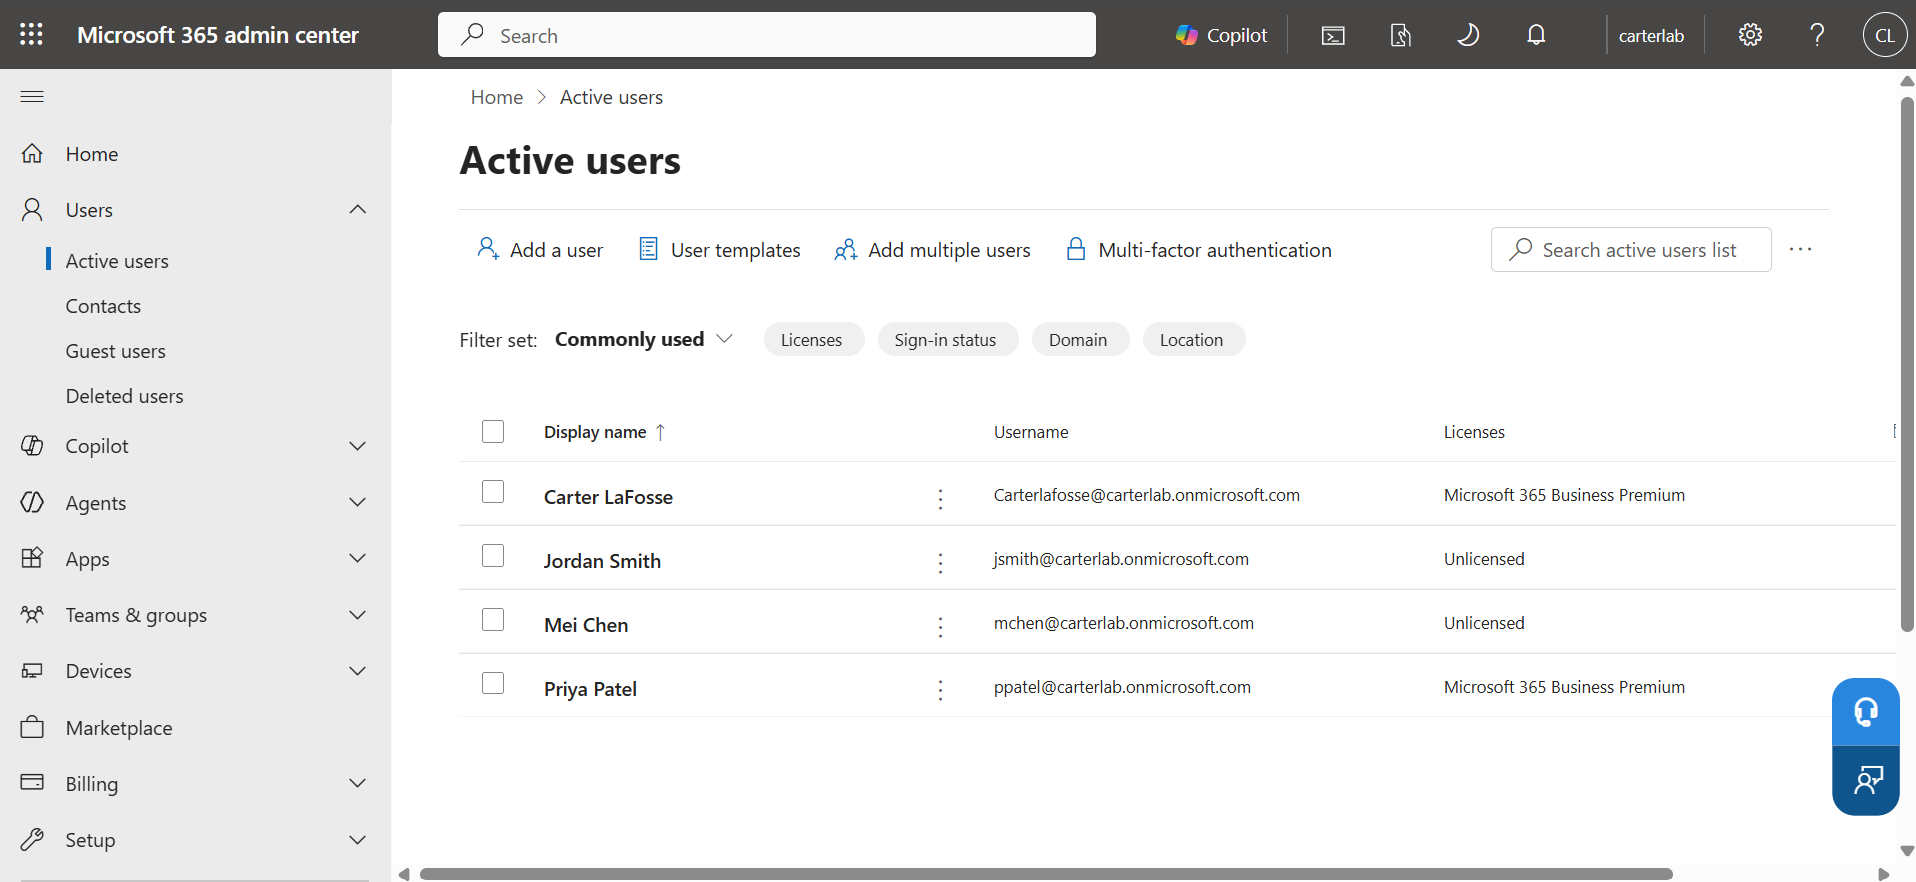 Microsoft 365 admin center
Search
Copilot
carterlab
CL
Home
Users
Active users
Contacts
Guest users
Deleted users
Copilot
Agents
Apps
Teams & groups
Devices
Marketplace
Billing
Setup
Home > Active users
Active users
Add a user User templates Add multiple users Multi-factor authentication Search active users list
Filter set: Commonly used Licenses Sign-in status Domain Location
Display name ↑ Username Licenses
Carter LaFosse Carterlafosse@carterlab.onmicrosoft.com Microsoft 365 Business Premium
Jordan Smith jsmith@carterlab.onmicrosoft.com Unlicensed
Mei Chen mchen@carterlab.onmicrosoft.com Unlicensed
Priya Patel ppatel@carterlab.onmicrosoft.com Microsoft 365 Business Premium